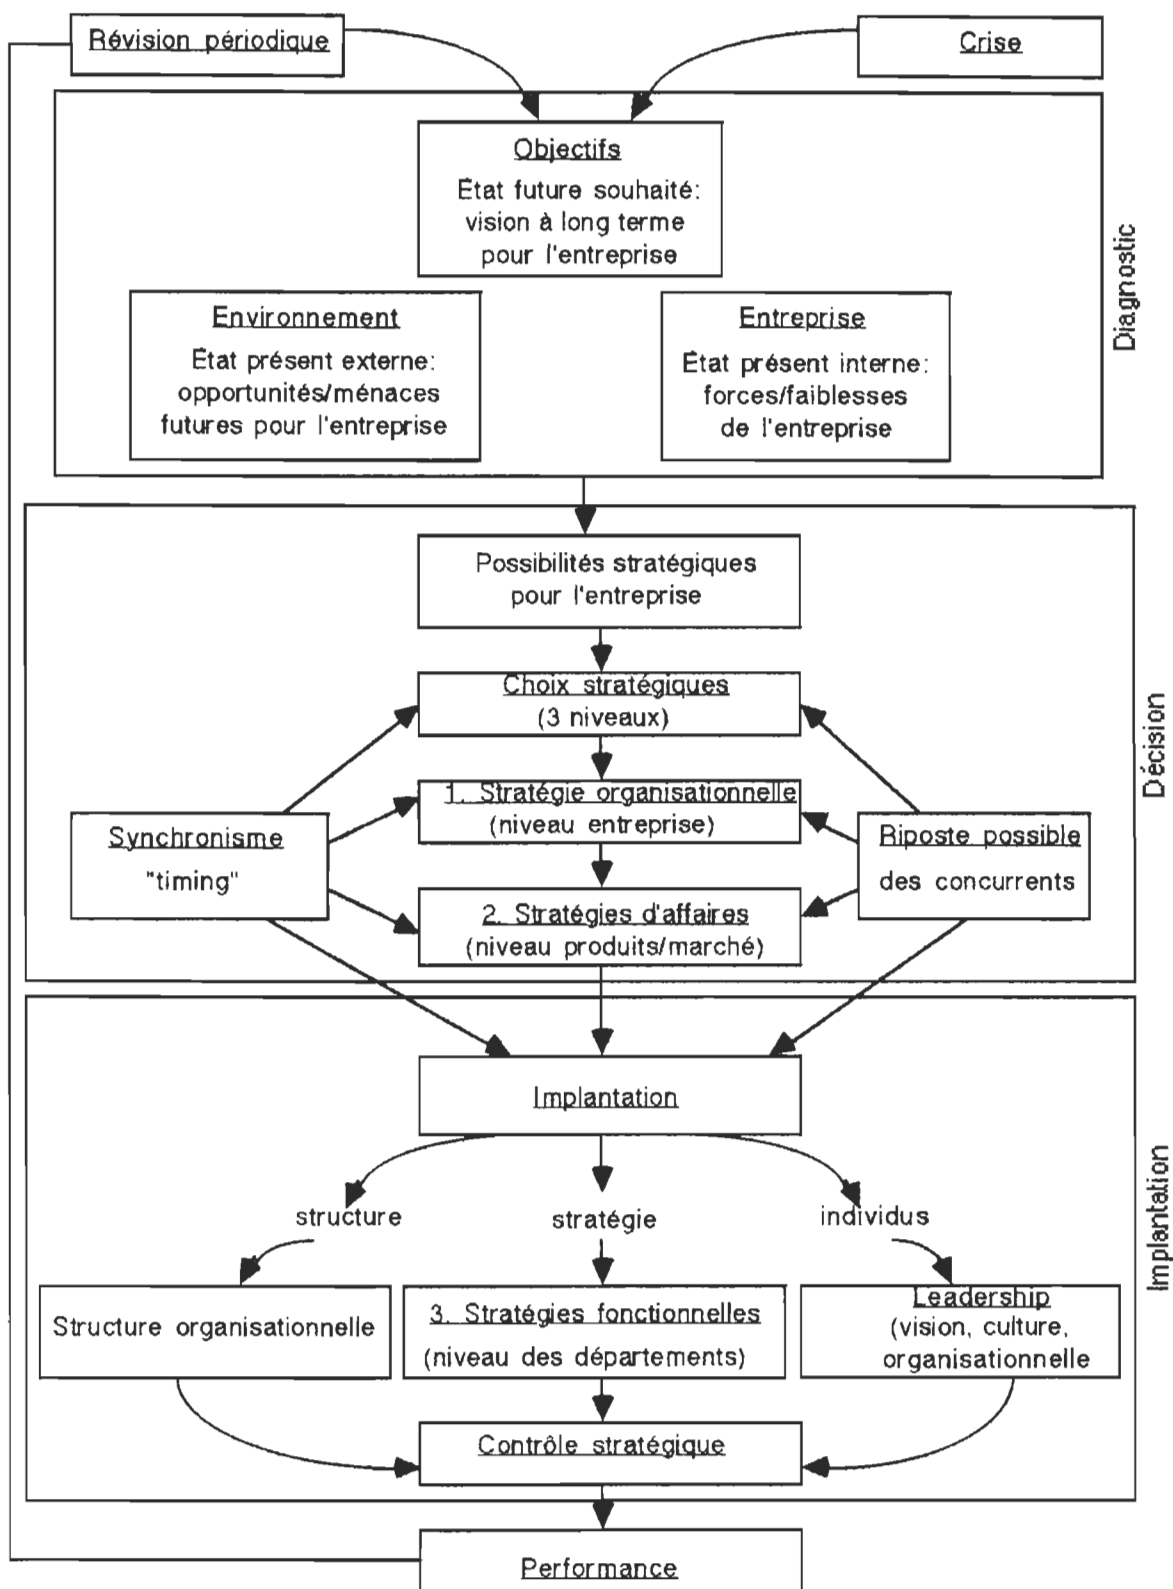 Révision périodique
Crise
Objectifs
État future souhaité:
vision à long terme
pour l'entreprise
Environnement
État présent externe:
opportunités/ménaces
futures pour l'entreprise
Entreprise
État présent interne:
forces/faiblesses
de l'entreprise
Diagnostic
Possibilités stratégiques
pour l'entreprise
Choix stratégiques
(3 niveaux)
1. Stratégie organisationnelle
(niveau entreprise)
Synchronisme
"timing"
Riposte possible
des concurrents
2. Stratégies d'affaires
(niveau produits/marché)
Décision
Implantation
structure
stratégie
individus
Structure organisationnelle
3. Stratégies fonctionnelles
(niveau des départements)
Leadership
(vision, culture,
organisationnelle
Contrôle stratégique
Implantation
Performance